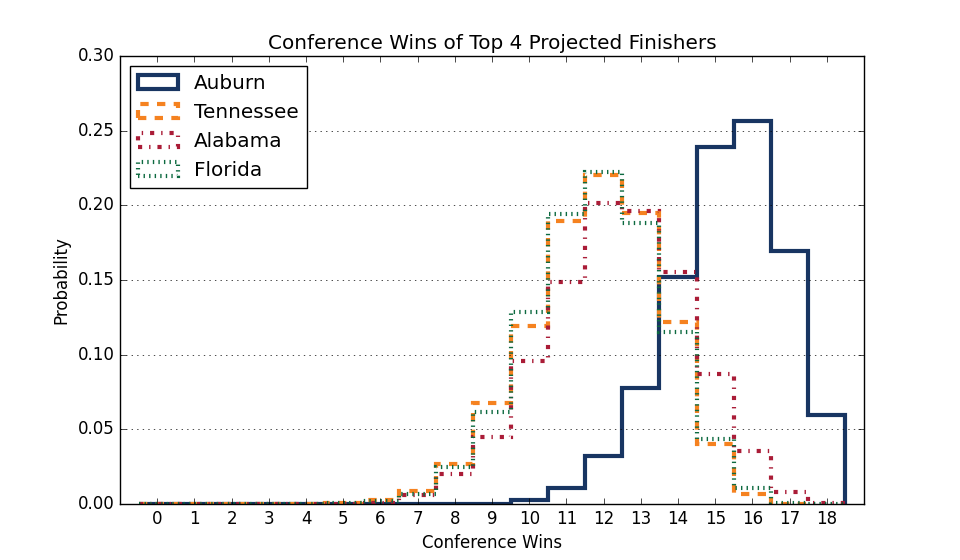 Conference Wins of Top 4 Projected Finishers
0.30
0.25
0.20
0.15
0.10
0.05
0.00
Probability
Auburn
Tennessee
Alabama
Florida
0 1 2 3 4 5 6 7 8 9 10 11 12 13 14 15 16 17 18
Conference Wins